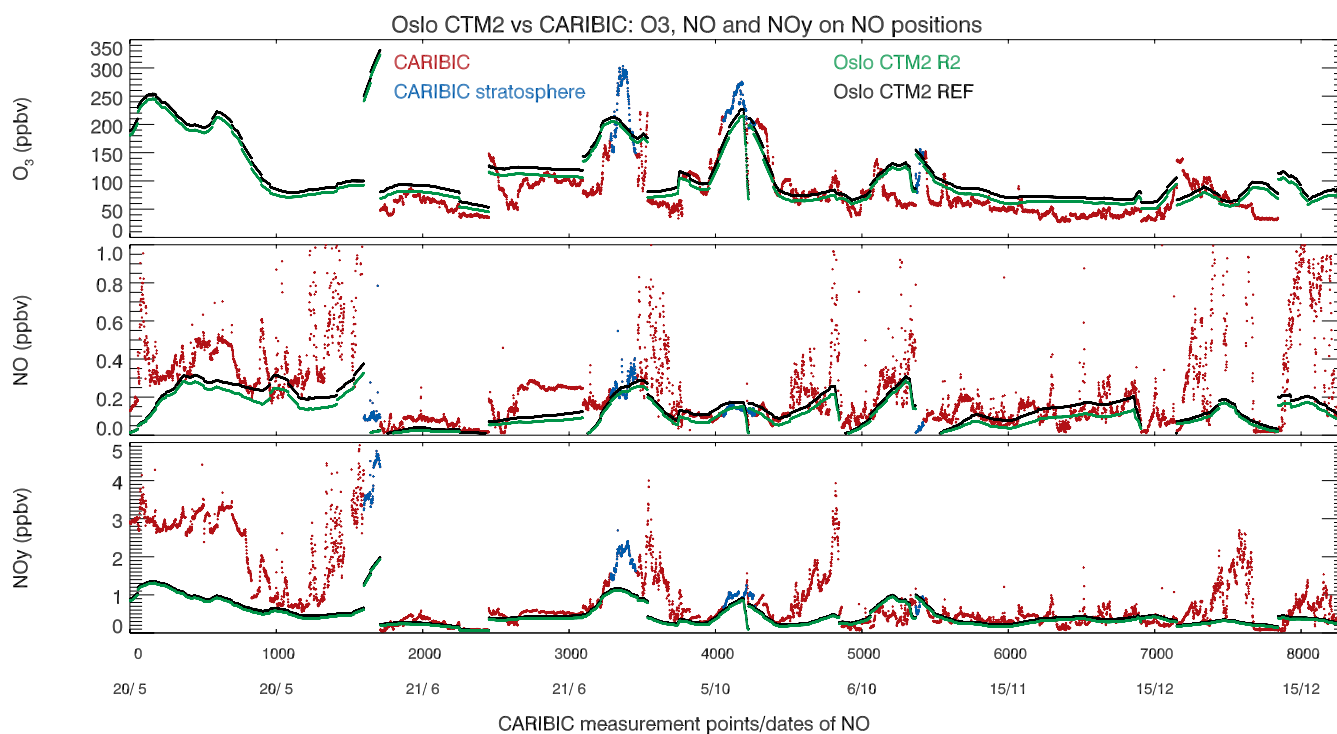 Oslo CTM2 vs CARIBIC: O3, NO and NOy on NO positions
CARIBIC
CARIBIC stratosphere
Oslo CTM2 R2
Oslo CTM2 REF
O3 (ppbv)
350
300
250
200
150
100
50
0
NO (ppbv)
1.0
0.8
0.6
0.4
0.2
0.0
NOy (ppbv)
5
4
3
2
1
0
0 1000 2000 3000 4000 5000 6000 7000 8000
20/ 5 20/ 5 21/ 6 21/ 6 5/10 6/10 15/11 15/12 15/12
CARIBIC measurement points/dates of NO